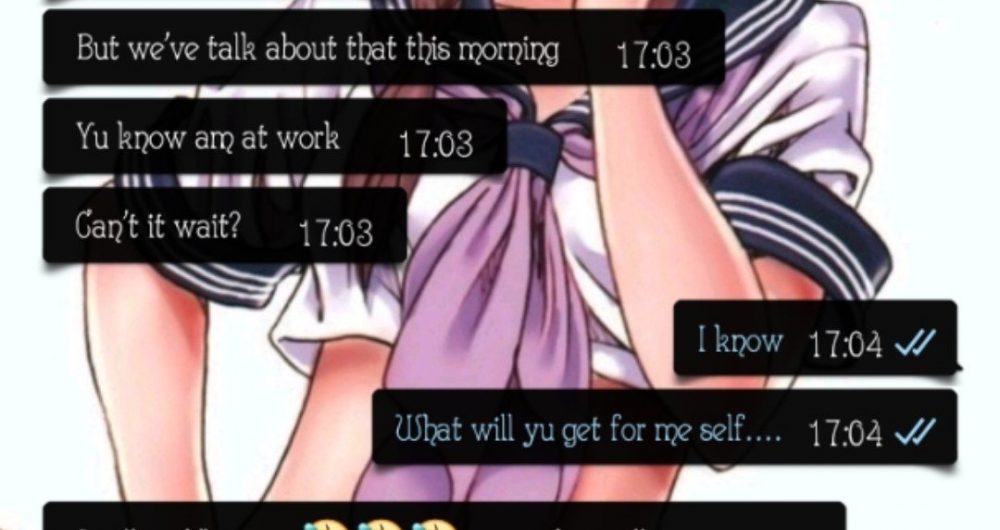 But we've talk about that this morning 17:03
Yu know am at work 17:03
Can't it wait? 17:03
I know 17:04
What will yu get for me self.... 17:04